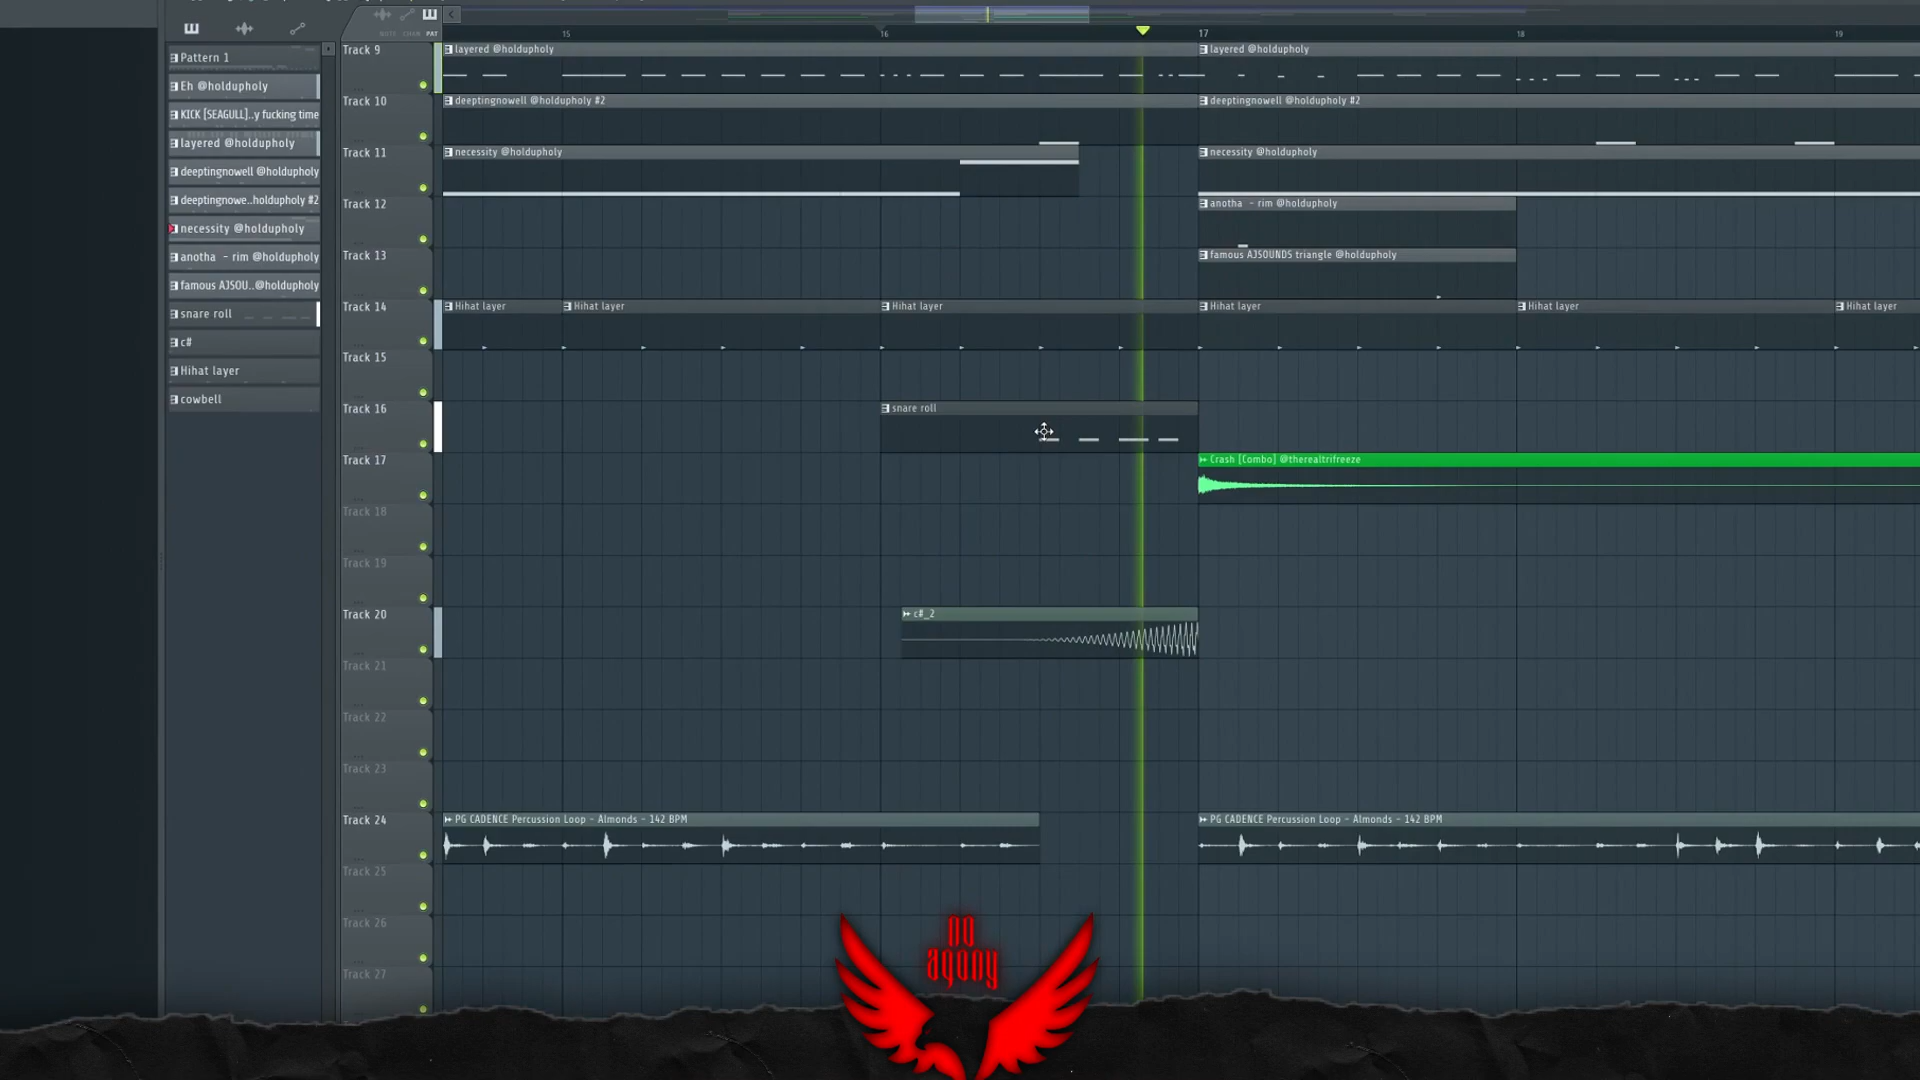 NOTE CHAN PAT
15 16 17 18 19
Pattern 1
Eh @holdupholy
KICK [SEAGULL]..y fucking time
layered @holdupholy
deeptingnowell @holdupholy
deeptingnowe..holdupholy #2
necessity @holdupholy
anotha - rim @holdupholy
famous AJSOU..@holdupholy
snare roll
c#
Hihat layer
cowbell
Track 9
layered @holdupholy layered @holdupholy
Track 10
deeptingnowell @holdupholy #2 deeptingnowell @holdupholy #2
Track 11
necessity @holdupholy necessity @holdupholy
Track 12
anotha - rim @holdupholy
Track 13
famous AJSOUNDS triangle @holdupholy
Track 14
Hihat layer Hihat layer Hihat layer Hihat layer Hihat layer Hihat layer
Track 15
Track 16
snare roll
Track 17
Crash [Combo] @therealtrifreeze
Track 18
Track 19
Track 20
c#_2
Track 21
Track 22
Track 23
Track 24
PG CADENCE Percussion Loop - Almonds - 142 BPM PG CADENCE Percussion Loop - Almonds - 142 BPM
Track 25
Track 26
Track 27
no
agony